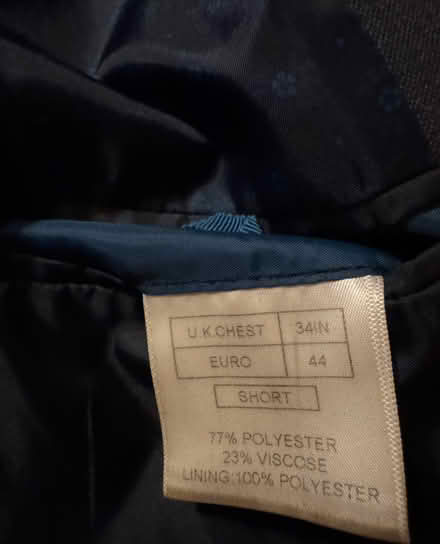 U.K.CHEST 34IN
EURO 44
SHORT
77% POLYESTER
23% VISCOSE
LINING:100% POLYESTER